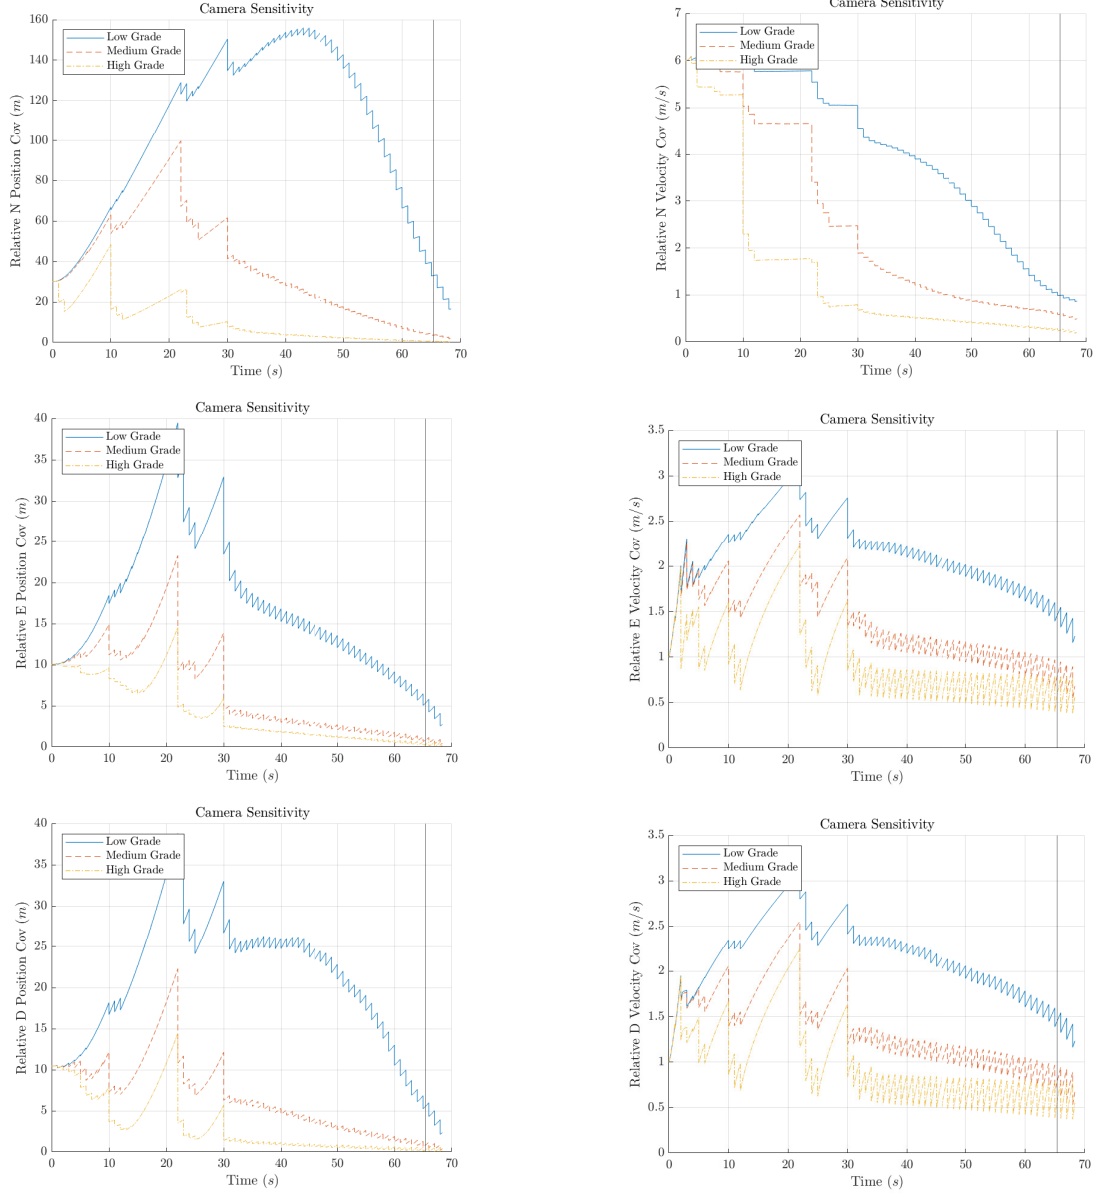 Camera Sensitivity
Relative N Position Cov (m)
160
140
120
100
80
60
40
20
0
Low Grade
Medium Grade
High Grade
0 10 20 30 40 50 60 70
Time (s)
Camera Sensitivity
Relative N Velocity Cov (m/s)
7
6
5
4
3
2
1
0
Low Grade
Medium Grade
High Grade
0 10 20 30 40 50 60 70
Time (s)
Camera Sensitivity
Relative E Position Cov (m)
40
35
30
25
20
15
10
5
0
Low Grade
Medium Grade
High Grade
0 10 20 30 40 50 60 70
Time (s)
Camera Sensitivity
Relative E Velocity Cov (m/s)
3.5
3
2.5
2
1.5
1
0.5
0
Low Grade
Medium Grade
High Grade
0 10 20 30 40 50 60 70
Time (s)
Camera Sensitivity
Relative D Position Cov (m)
40
35
30
25
20
15
10
5
0
Low Grade
Medium Grade
High Grade
0 10 20 30 40 50 60 70
Time (s)
Camera Sensitivity
Relative D Velocity Cov (m/s)
3.5
3
2.5
2
1.5
1
0.5
0
Low Grade
Medium Grade
High Grade
0 10 20 30 40 50 60 70
Time (s)